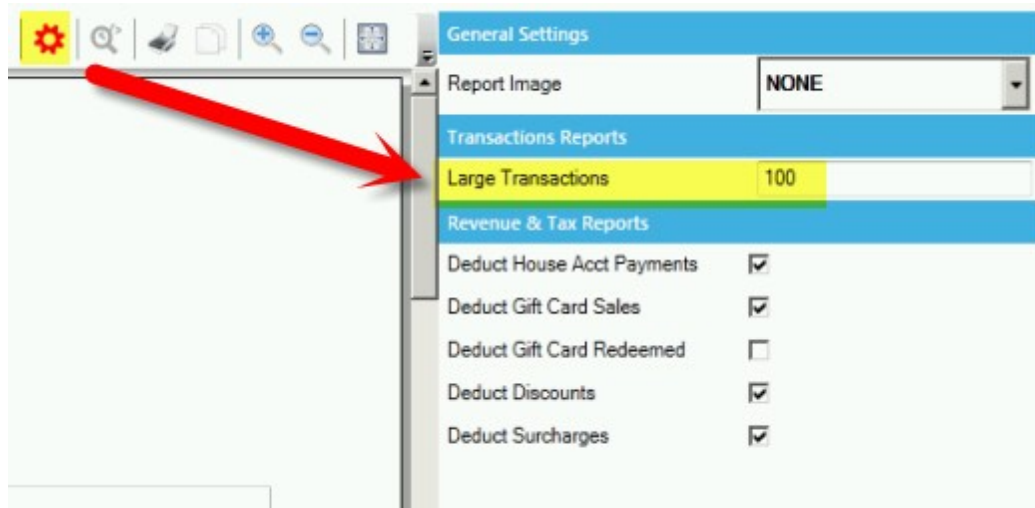 General Settings
Report Image NONE
Transactions Reports
Large Transactions 100
Revenue & Tax Reports
Deduct House Acct Payments
Deduct Gift Card Sales
Deduct Gift Card Redeemed
Deduct Discounts
Deduct Surcharges